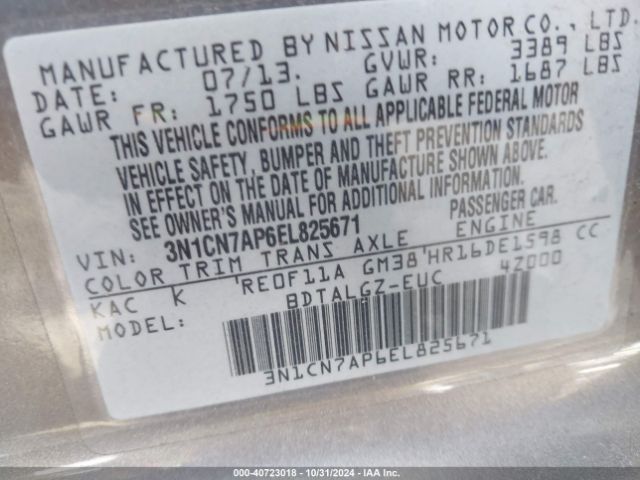 MANUFACTURED BY NISSAN MOTOR CO., LTD.
DATE: 07/13. GVWR: 3389 LBS
GAWR FR: 1750 LBS GAWR RR: 1687 LBS
THIS VEHICLE CONFORMS TO ALL APPLICABLE FEDERAL MOTOR
VEHICLE SAFETY, BUMPER AND THEFT PREVENTION STANDARDS
IN EFFECT ON THE DATE OF MANUFACTURE SHOWN ABOVE.
SEE OWNER'S MANUAL FOR ADDITIONAL INFORMATION.
VIN: 3N1CN7AP6EL825671 PASSENGER CAR.
COLOR TRIM TRANS AXLE ENGINE
KAC K 'RE0F11A GM38'HR16DE1598 CC
MODEL: BDTALGZ-EUC 4Z000
3N1CN7AP6EL825671
000-40723018 - 10/31/2024 - IAA Inc.